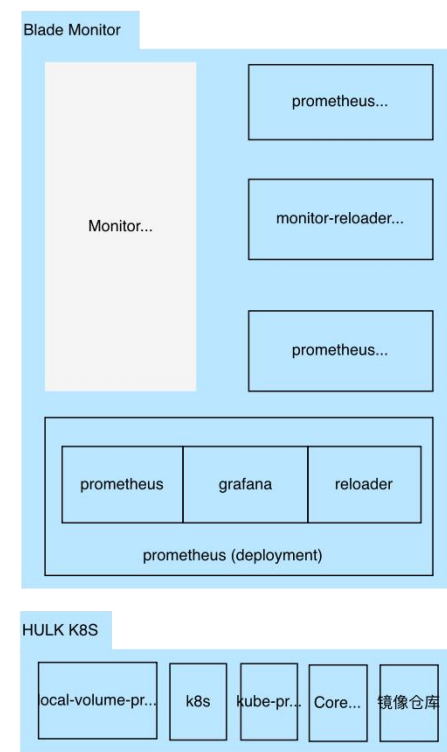 Blade Monitor
prometheus...
Monitor...
monitor-reloader...
prometheus...
prometheus
grafana
reloader
prometheus (deployment)
HULK K8S
local-volume-pr...
k8s
kube-pr...
Core...
镜像仓库